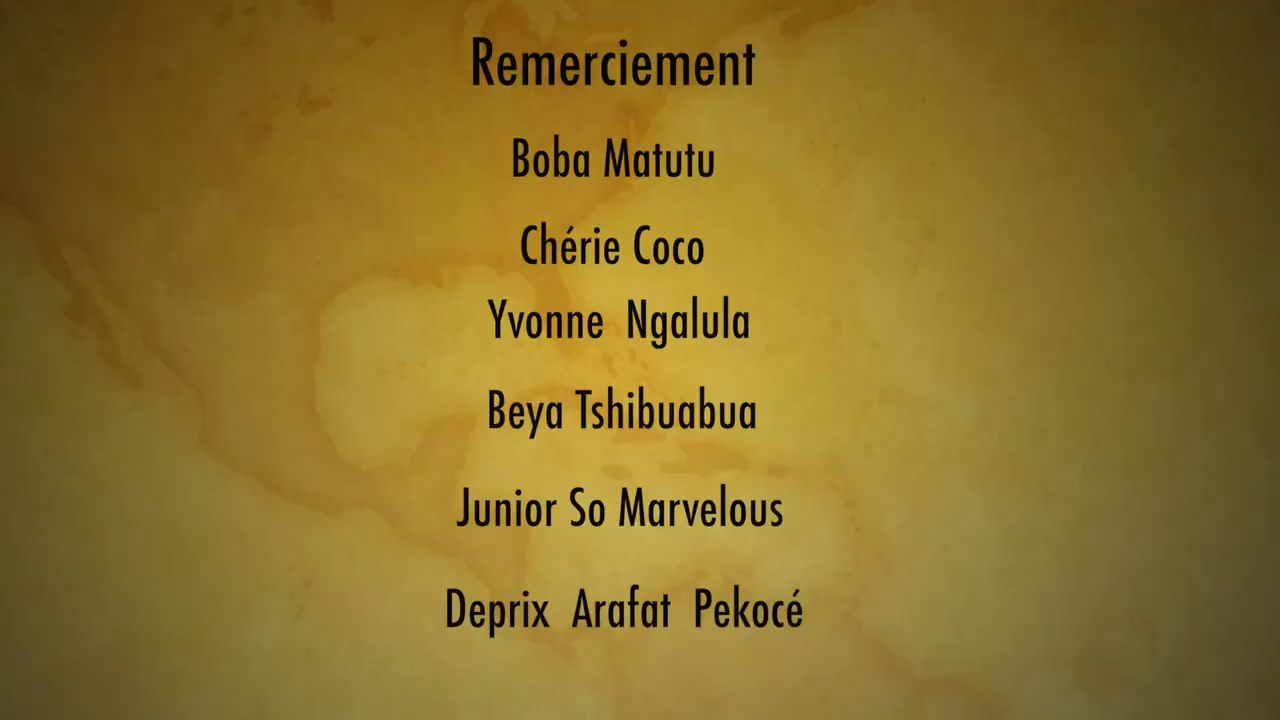 Remerciement
Boba Matutu
Chérie Coco
Yvonne Ngalula
Beya Tshibuabua
Junior So Marvelous
Deprix Arafat Pekocé